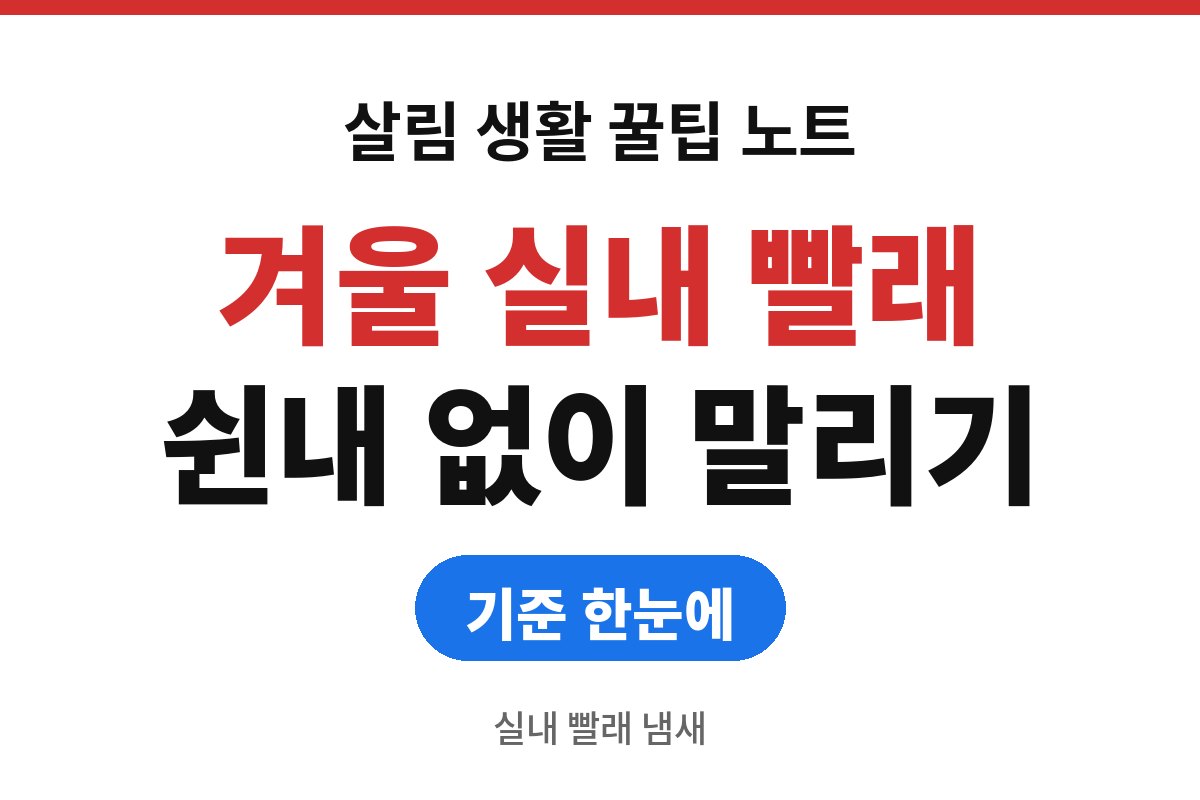 살림 생활 꿀팁 노트
겨울 실내 빨래
쉰내 없이 말리기
기준 한눈에
실내 빨래 냄새